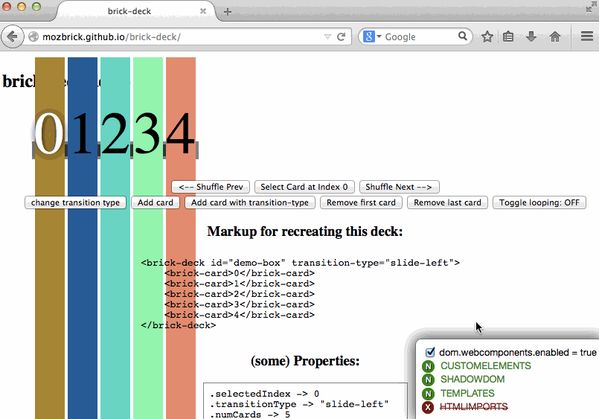 brick-deck
mozbrick.github.io/brick-deck/
Google
0 1 2 3 4
<-- Shuffle Prev
Select Card at Index 0
Shuffle Next -->
change transition type
Add card
Add card with transition-type
Remove first card
Remove last card
Toggle looping: OFF
Markup for recreating this deck:
<brick-deck id="demo-box" transition-type="slide-left">
<brick-card>0</brick-card>
<brick-card>1</brick-card>
<brick-card>2</brick-card>
<brick-card>3</brick-card>
<brick-card>4</brick-card>
</brick-deck>
(some) Properties:
.selectedIndex -> 0
.transitionType -> "slide-left"
.numCards -> 5
dom.webcomponents.enabled = true
N CUSTOMELEMENTS
N SHADOWDOM
N TEMPLATES
X HTMLIMPORTS